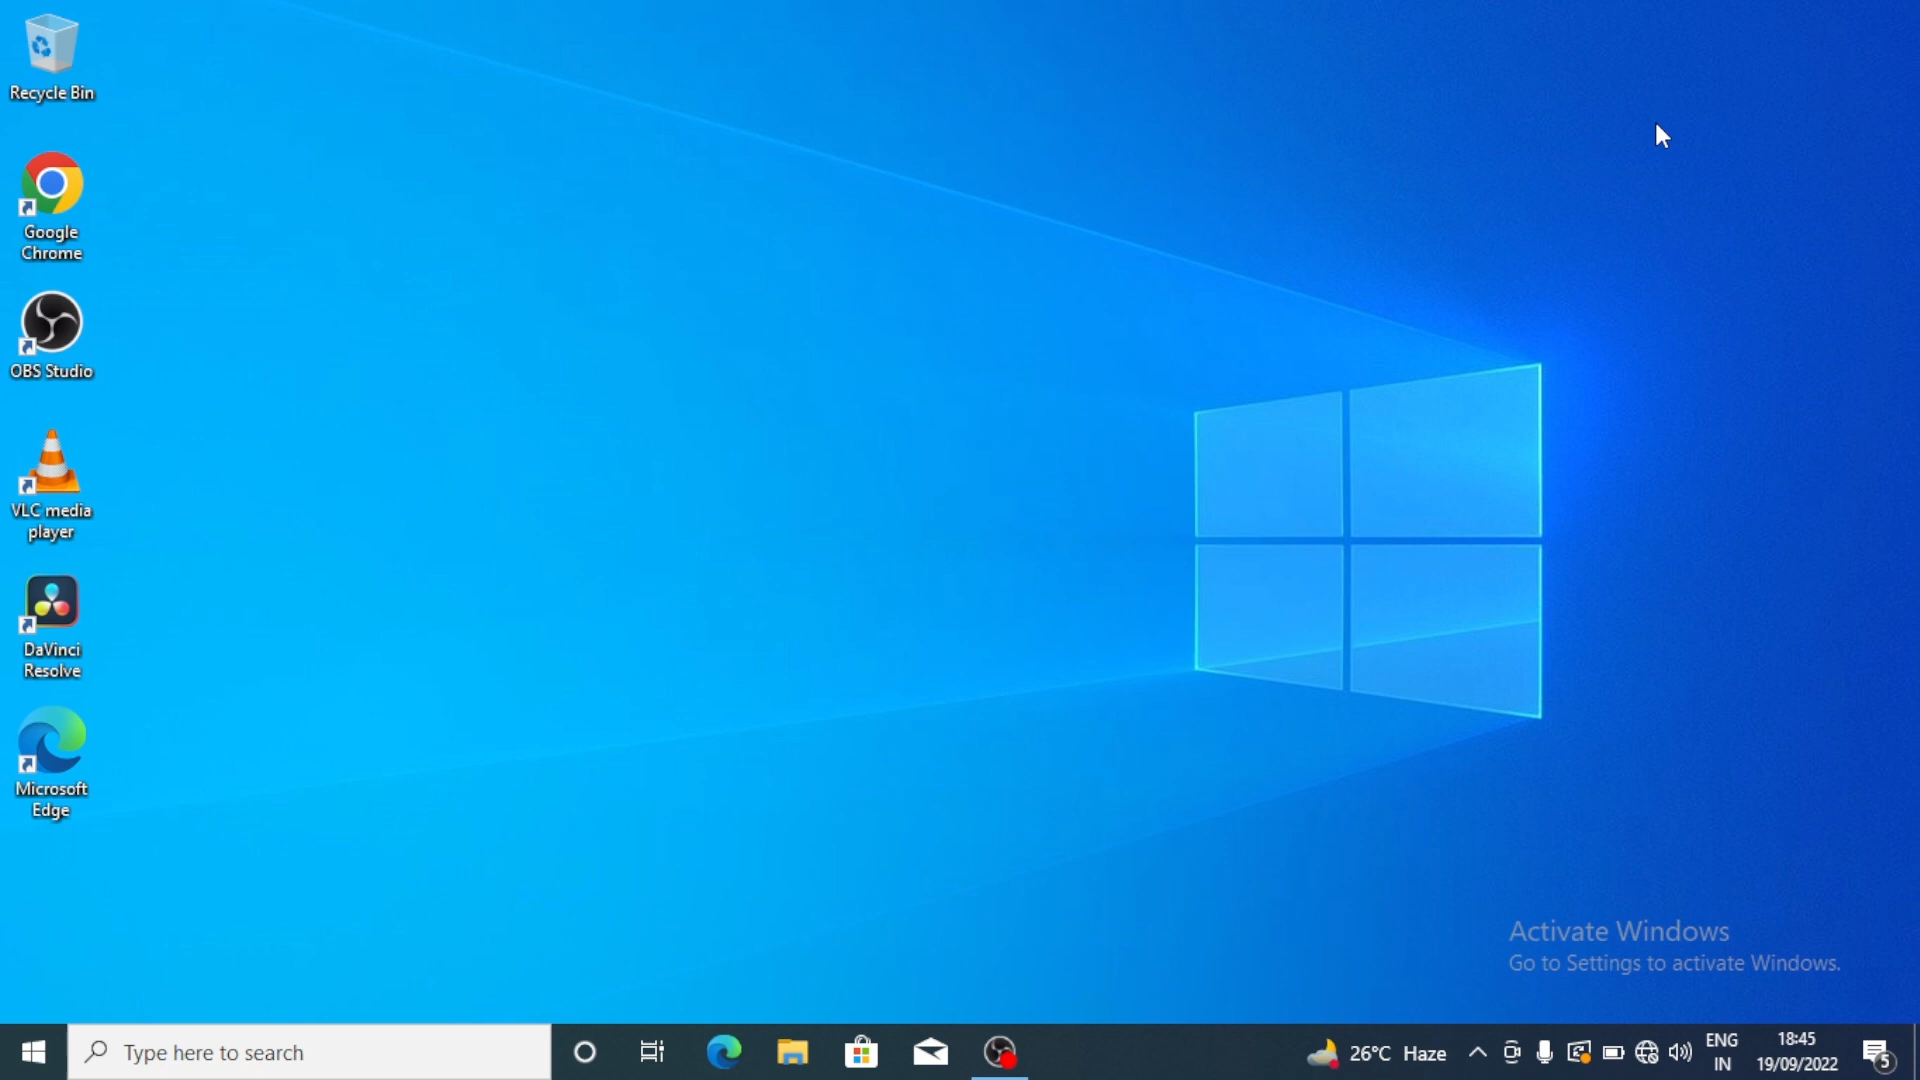 Recycle Bin
Google
Chrome
OBS Studio
VLC media
player
DaVinci
Resolve
Microsoft
Edge
Activate Windows
Go to Settings to activate Windows.
Type here to search
26°C Haze
ENG
IN
18:45
19/09/2022
5